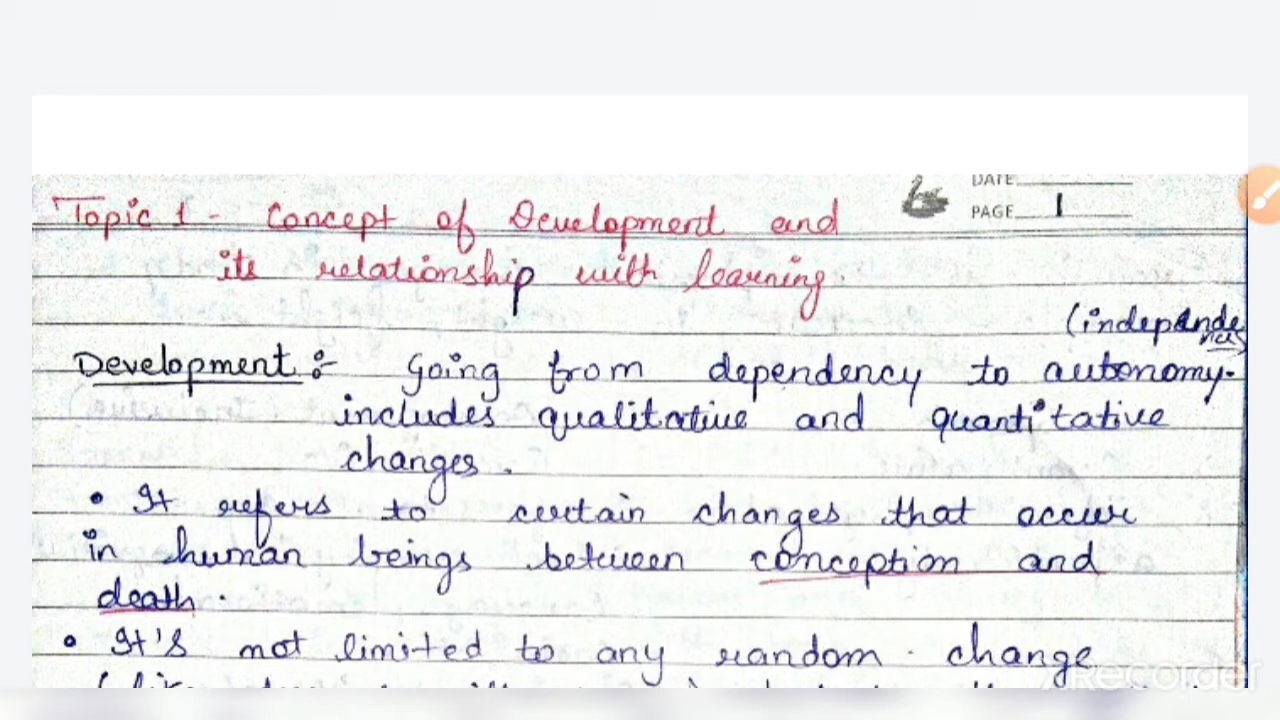 DATE
PAGE 1
Topic 1 - Concept of Development and
its relationship with learning.
(independe
Development :- Going from dependency to autonomy.
includes qualitative and quantitative
changes.
• It refers to certain changes that occur
in human beings between conception and
death.
• It's not limited to any random change
Recorder